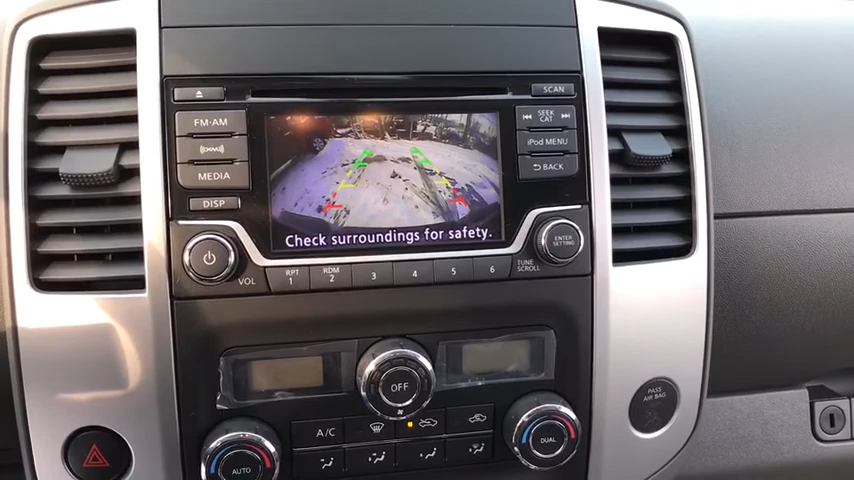 SCAN
FM·AM
SEEK
CAT
iPod MENU
MEDIA
BACK
DISP
Check surroundings for safety.
VOL
RPT
1
RDM
2
3
4
5
6
TUNE
SCROLL
ENTER
SETTING
OFF
A/C
AUTO
DUAL
PASS
AIR BAG